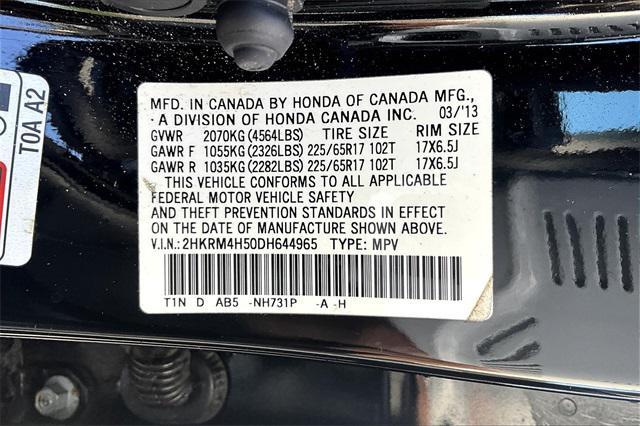 MFD. IN CANADA BY HONDA OF CANADA MFG.,
A DIVISION OF HONDA CANADA INC. 03/'13
GVWR 2070KG (4564LBS) TIRE SIZE RIM SIZE
GAWR F 1055KG (2326LBS) 225/65R17 102T 17X6.5J
GAWR R 1035KG (2282LBS) 225/65R17 102T 17X6.5J
THIS VEHICLE CONFORMS TO ALL APPLICABLE
FEDERAL MOTOR VEHICLE SAFETY
AND THEFT PREVENTION STANDARDS IN EFFECT
ON THE DATE OF MANUFACTURE SHOWN ABOVE.
V.I.N.: 2HKRM4H50DH644965 TYPE: MPV
T1N D AB5 -NH731P -A -H
T0A A2